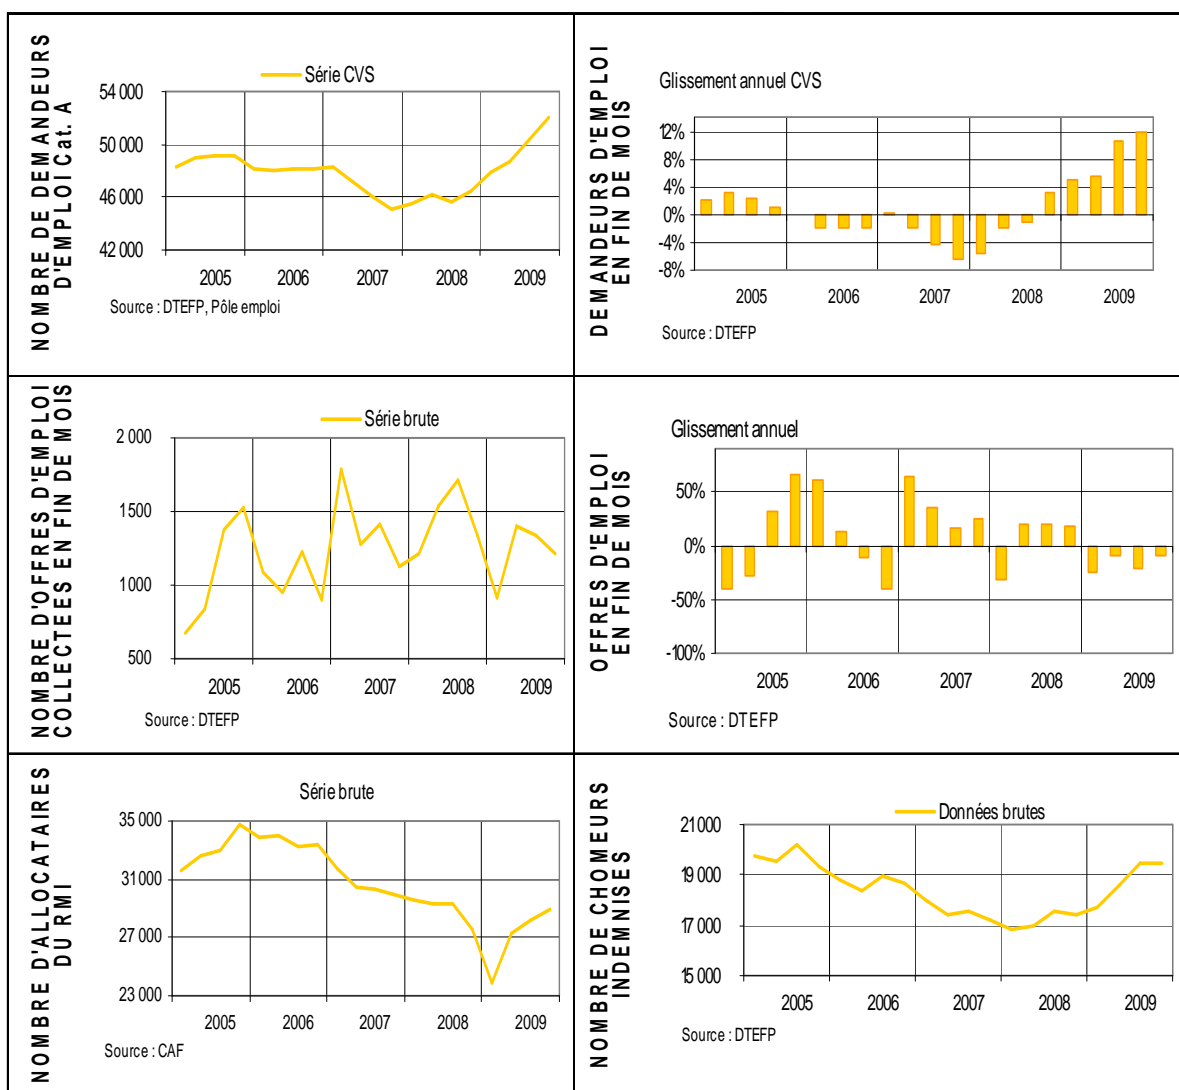 NOMBRE DE DEMANDEURS
D'EMPLOI Cat. A
Série CVS
54 000
50 000
46 000
42 000
2005 2006 2007 2008 2009
Source : DTEFP, Pôle emploi
DEMANDEURS D'EMPLOI
EN FIN DE MOIS
Glissement annuel CVS
12%
8%
4%
0%
-4%
-8%
2005 2006 2007 2008 2009
Source : DTEFP
NOMBRE D'OFFRES D'EMPLOI
COLLECTEES EN FIN DE MOIS
Série brute
2 000
1500
1000
500
2005 2006 2007 2008 2009
Source : DTEFP
OFFRES D'EMPLOI
EN FIN DE MOIS
Glissement annuel
50%
0%
-50%
-100%
2005 2006 2007 2008 2009
Source : DTEFP
NOMBRE D'ALLOCATAIRES
DU RMI
Série brute
35 000
31 000
27 000
23 000
2005 2006 2007 2008 2009
Source : CAF
NOMBRE DE CHOMEURS
INDEMNISES
Données brutes
21 000
19 000
17 000
15 000
2005 2006 2007 2008 2009
Source : DTEFP